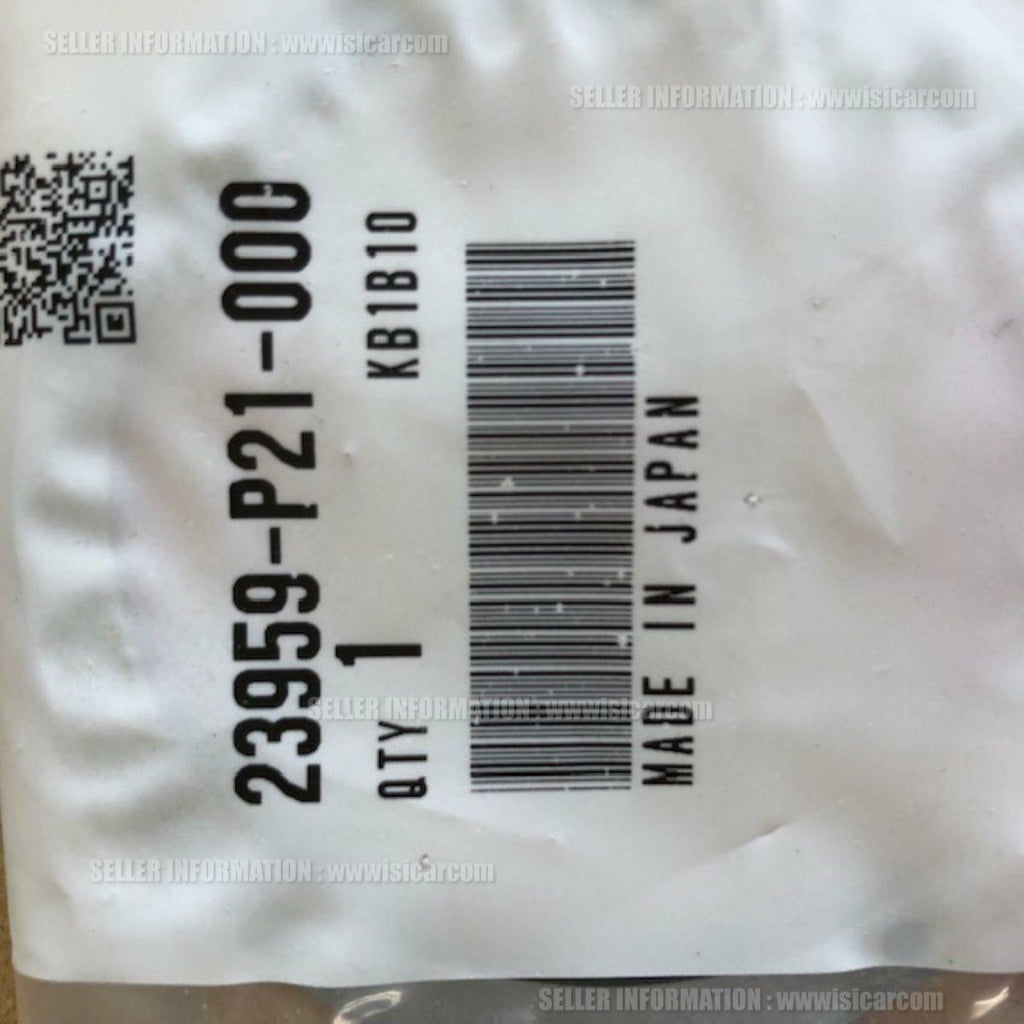 SELLER INFORMATION : wwwisicarcom
SELLER INFORMATION : wwwisicarcom
23959-P21-000
QTY 1 KB1B10
MADE IN JAPAN
SELLER INFORMATION : wwwisicarcom
SELLER INFORMATION : wwwisicarcom
SELLER INFORMATION : wwwisicarcom